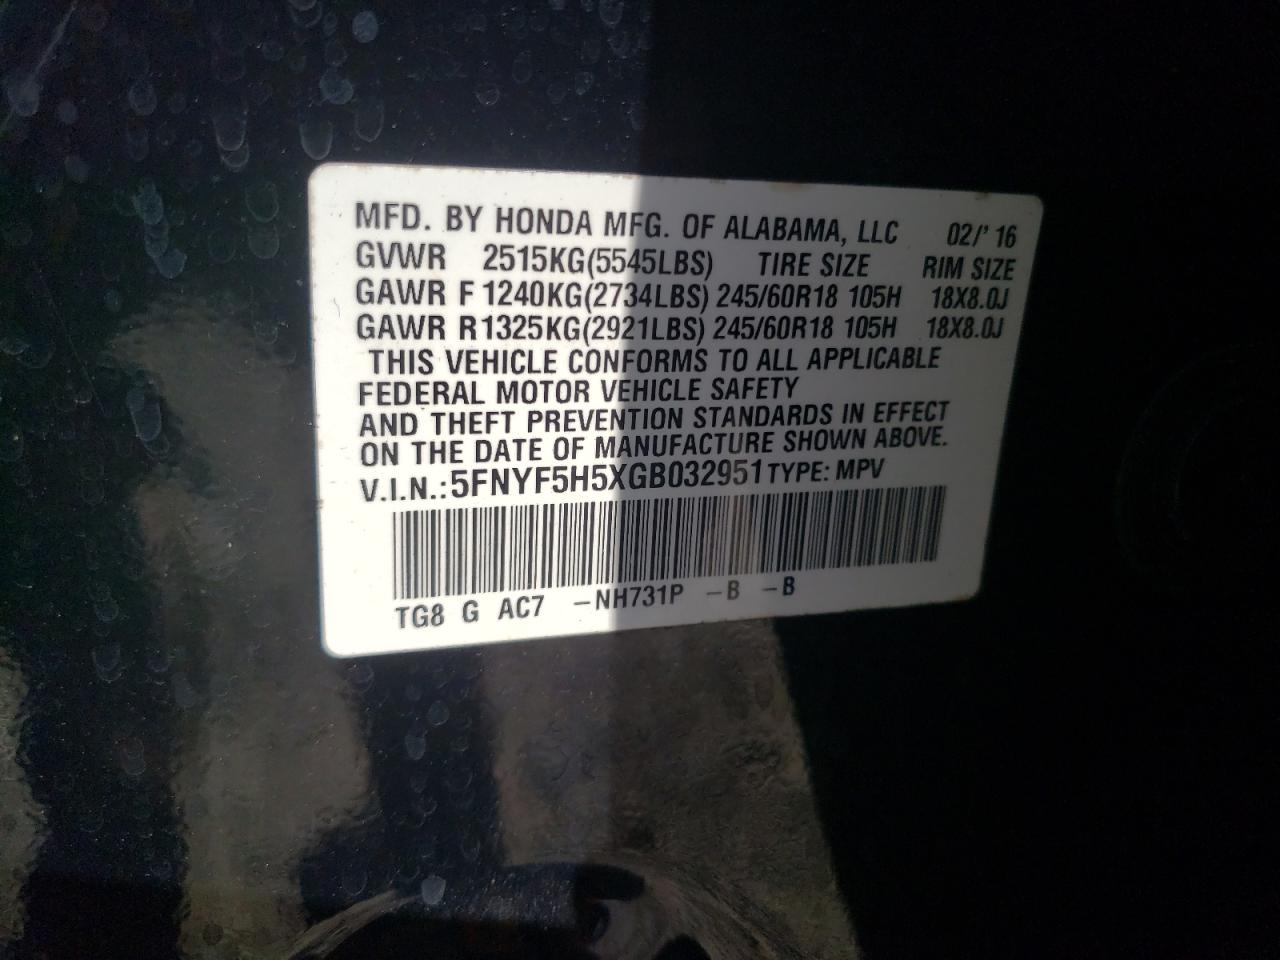 MFD. BY HONDA MFG. OF ALABAMA, LLC 02/'16
GVWR 2515KG(5545LBS) TIRE SIZE RIM SIZE
GAWR F 1240KG(2734LBS) 245/60R18 105H 18X8.0J
GAWR R1325KG(2921LBS) 245/60R18 105H 18X8.0J
THIS VEHICLE CONFORMS TO ALL APPLICABLE
FEDERAL MOTOR VEHICLE SAFETY
AND THEFT PREVENTION STANDARDS IN EFFECT
ON THE DATE OF MANUFACTURE SHOWN ABOVE.
V.I.N.:5FNYF5H5XGB032951 TYPE: MPV
TG8 G AC7 -NH731P -B -B